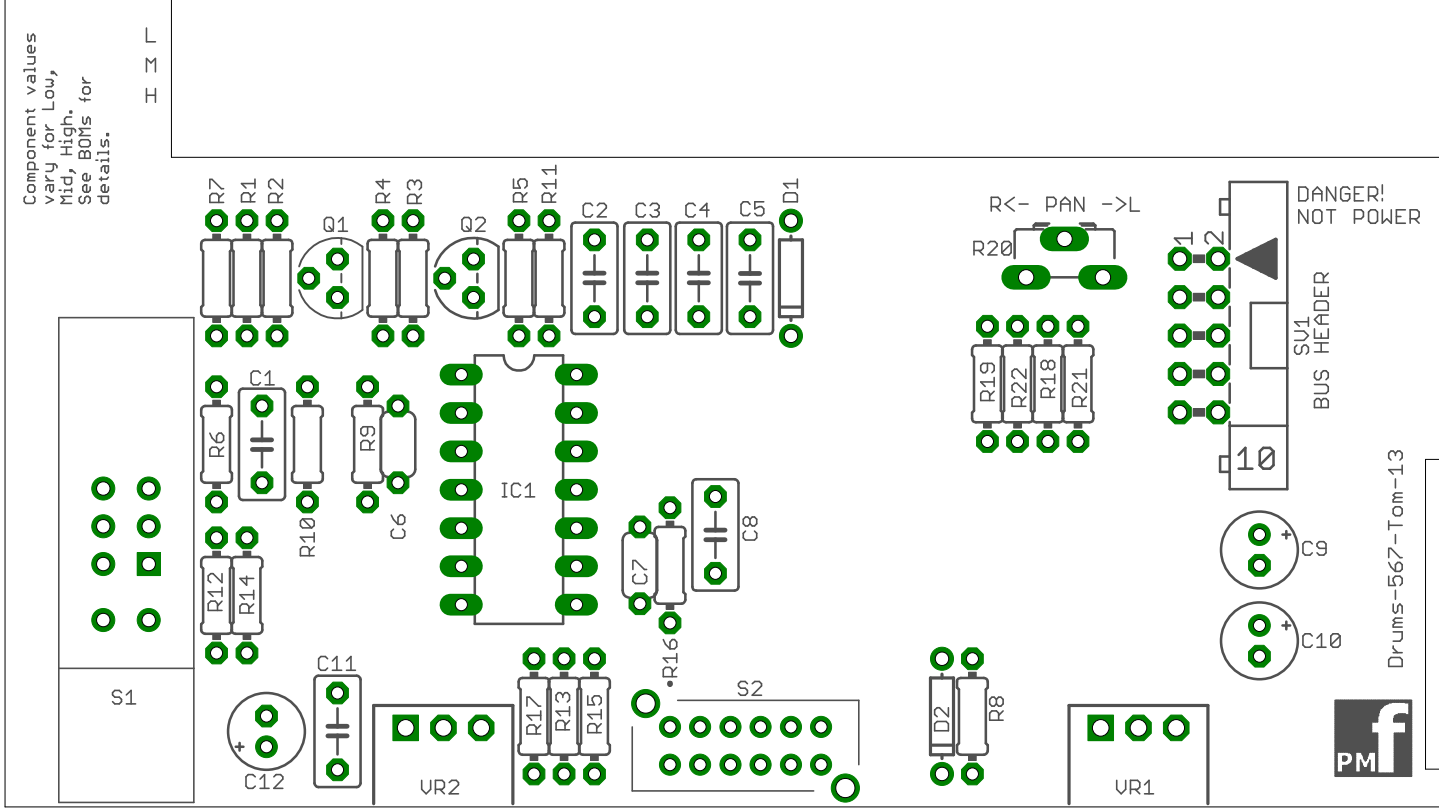 Component values
vary for Low,
Mid, High.
See BOMs for
details.
L
M
H
R7
R1
R2
Q1
R4
R3
Q2
R5
R11
C2
C3
C4
C5
D1
R<- PAN ->L
R20
1
2
DANGER!
NOT POWER
SV1
BUS HEADER
10
C1
R6
R10
R9
C6
IC1
R19
R22
R18
R21
R12
R14
C7
C8
R16
C9
C10
Drums-567-Tom-13
S1
C11
C12
VR2
R17
R13
R15
S2
D2
R8
VR1
PMf